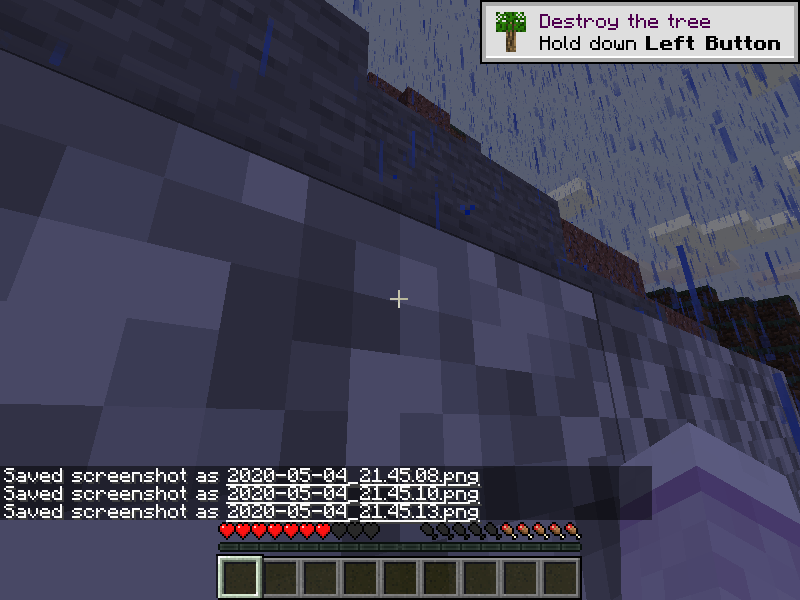 Destroy the tree
Hold down Left Button
Saved screenshot as 2020-05-04_21.45.08.png
Saved screenshot as 2020-05-04_21.45.10.png
Saved screenshot as 2020-05-04_21.45.13.png